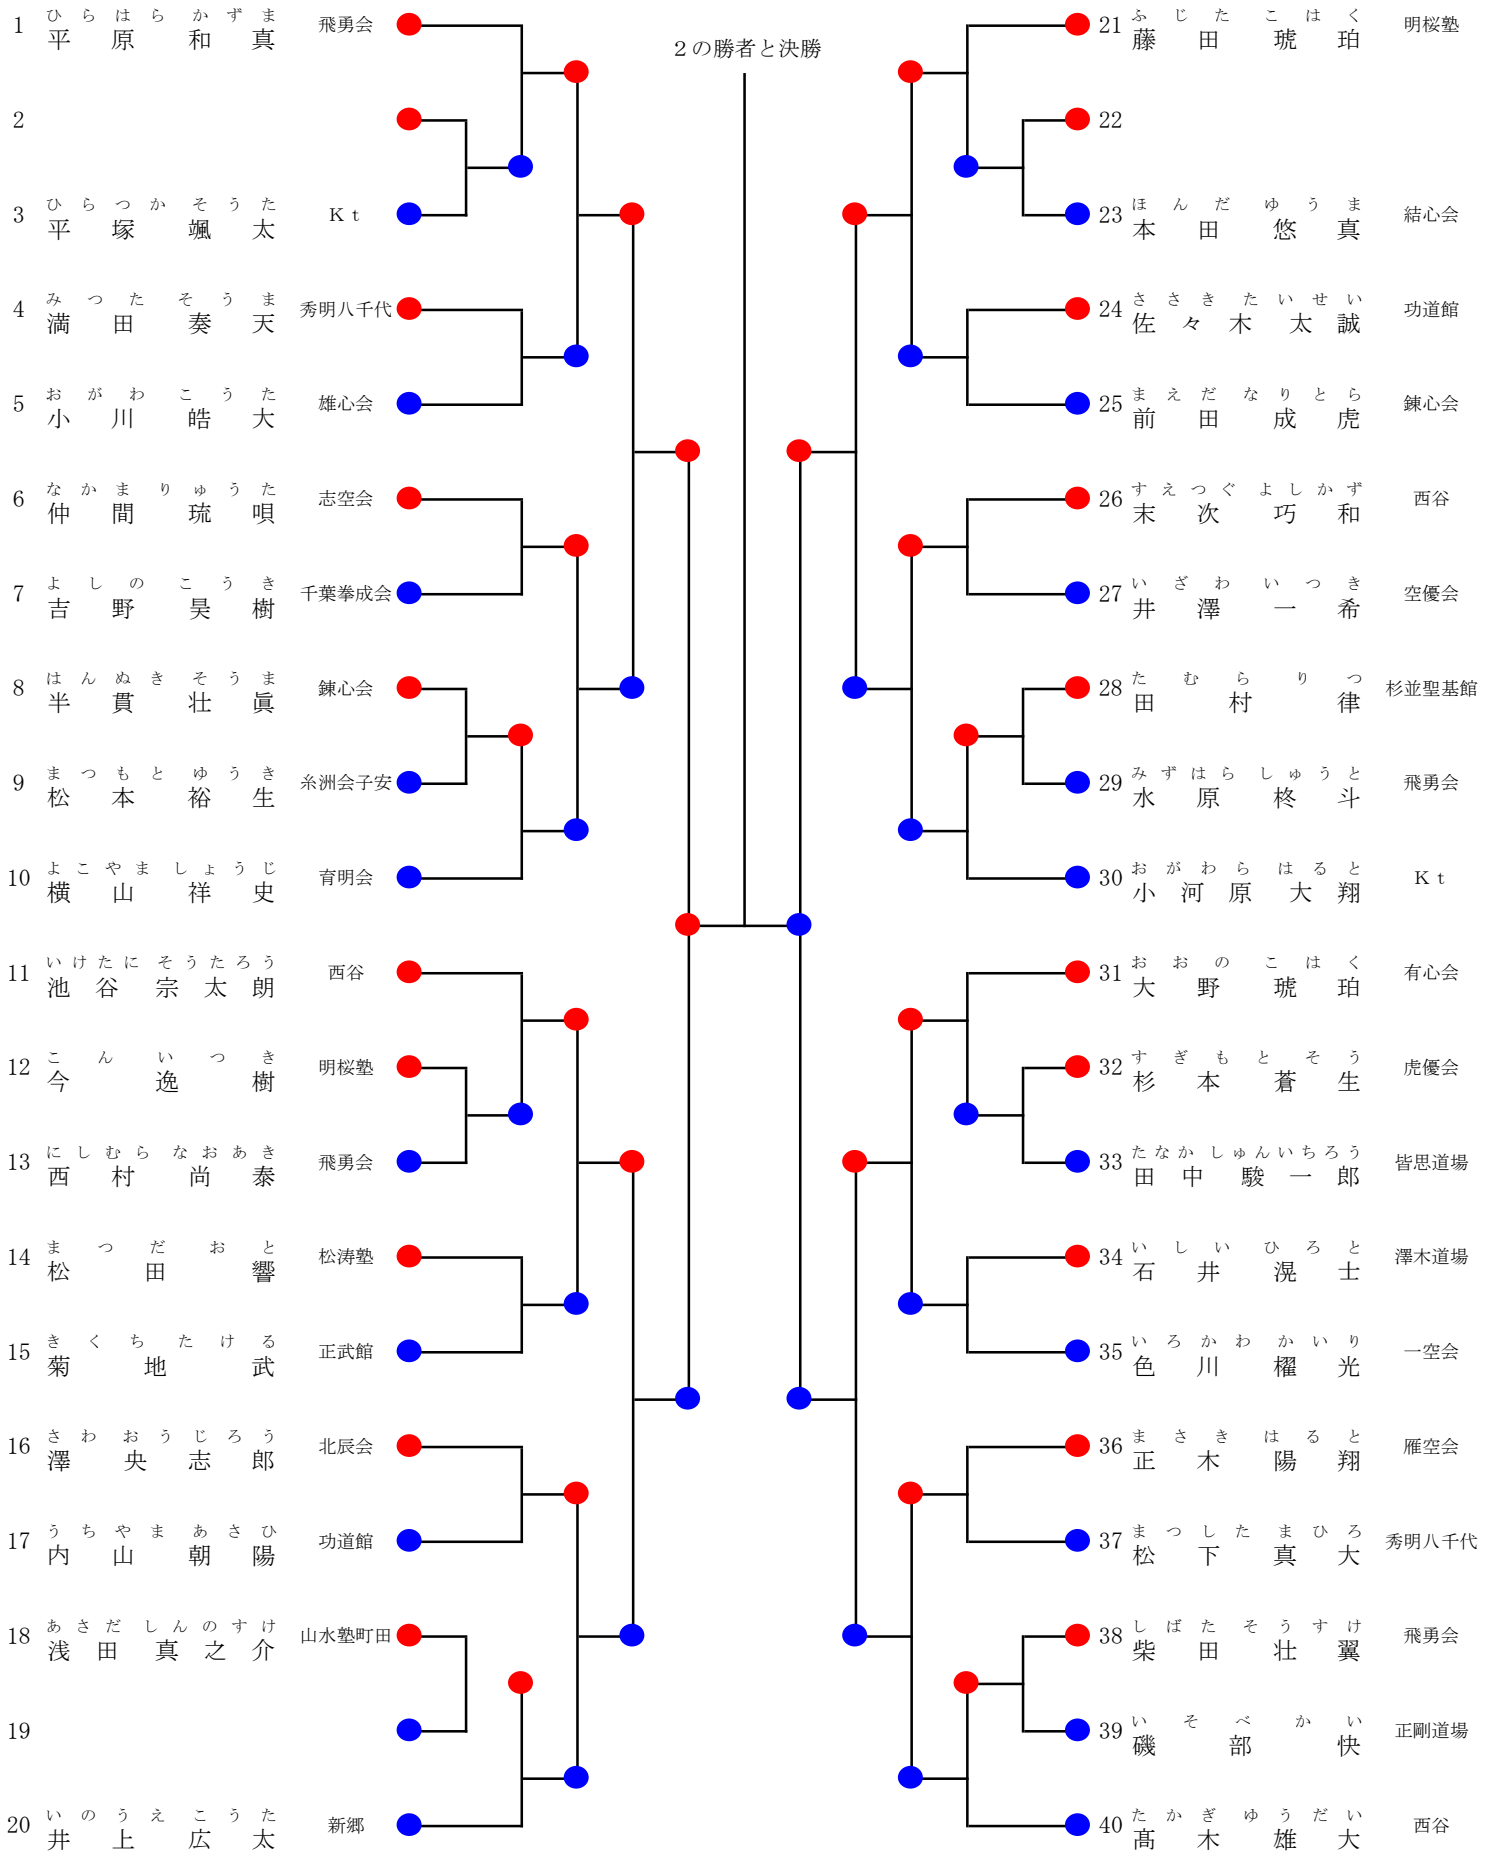 ２の勝者と決勝
ひらはら かずま
1 平原 和真 飛勇会
2
ひらつか そうた
3 平塚 颯太 Ｋｔ
みつた そうま
4 満田 奏天 秀明八千代
おがわ こうた
5 小川 皓大 雄心会
なかま りゅうた
6 仲間 琉唄 志空会
よしの こうき
7 吉野 昊樹 千葉拳成会
はんぬき そうま
8 半貫 壮眞 錬心会
まつもと ゆうき
9 松本 裕生 糸洲会子安
よこやま しょうじ
10 横山 祥史 育明会
いけたに そうたろう
11 池谷 宗太朗 西谷
こん いつき
12 今 逸樹 明桜塾
にしむら なおあき
13 西村 尚泰 飛勇会
まつだ おと
14 松田 響 松涛塾
きくち たける
15 菊地 武 正武館
さわ おうじろう
16 澤 央志郎 北辰会
うちやま あさひ
17 内山 朝陽 功道館
あさだ しんのすけ
18 浅田 真之介 山水塾町田
19
いのうえ こうた
20 井上 広太 新郷
ふじた こはく
21 藤田 琥珀 明桜塾
22
ほんだ ゆうま
23 本田 悠真 結心会
ささき たいせい
24 佐々木 太誠 功道館
まえだ なりとら
25 前田 成虎 錬心会
すえつぐ よしかず
26 末次 巧和 西谷
いざわ いつき
27 井澤 一希 空優会
たむら りつ
28 田村 律 杉並聖基館
みずはら しゅうと
29 水原 柊斗 飛勇会
おがわら はると
30 小河原 大翔 Ｋｔ
おおの こはく
31 大野 琥珀 有心会
すぎもと そう
32 杉本 蒼生 虎優会
たなか しゅんいちろう
33 田中 駿一郎 皆思道場
いしい ひろと
34 石井 滉士 澤木道場
いろかわ かいり
35 色川 櫂光 一空会
まさき はると
36 正木 陽翔 雁空会
まつした まひろ
37 松下 真大 秀明八千代
しばた そうすけ
38 柴田 壮翼 飛勇会
いそべ かい
39 磯部 快 正剛道場
たかぎ ゆうだい
40 髙木 雄大 西谷